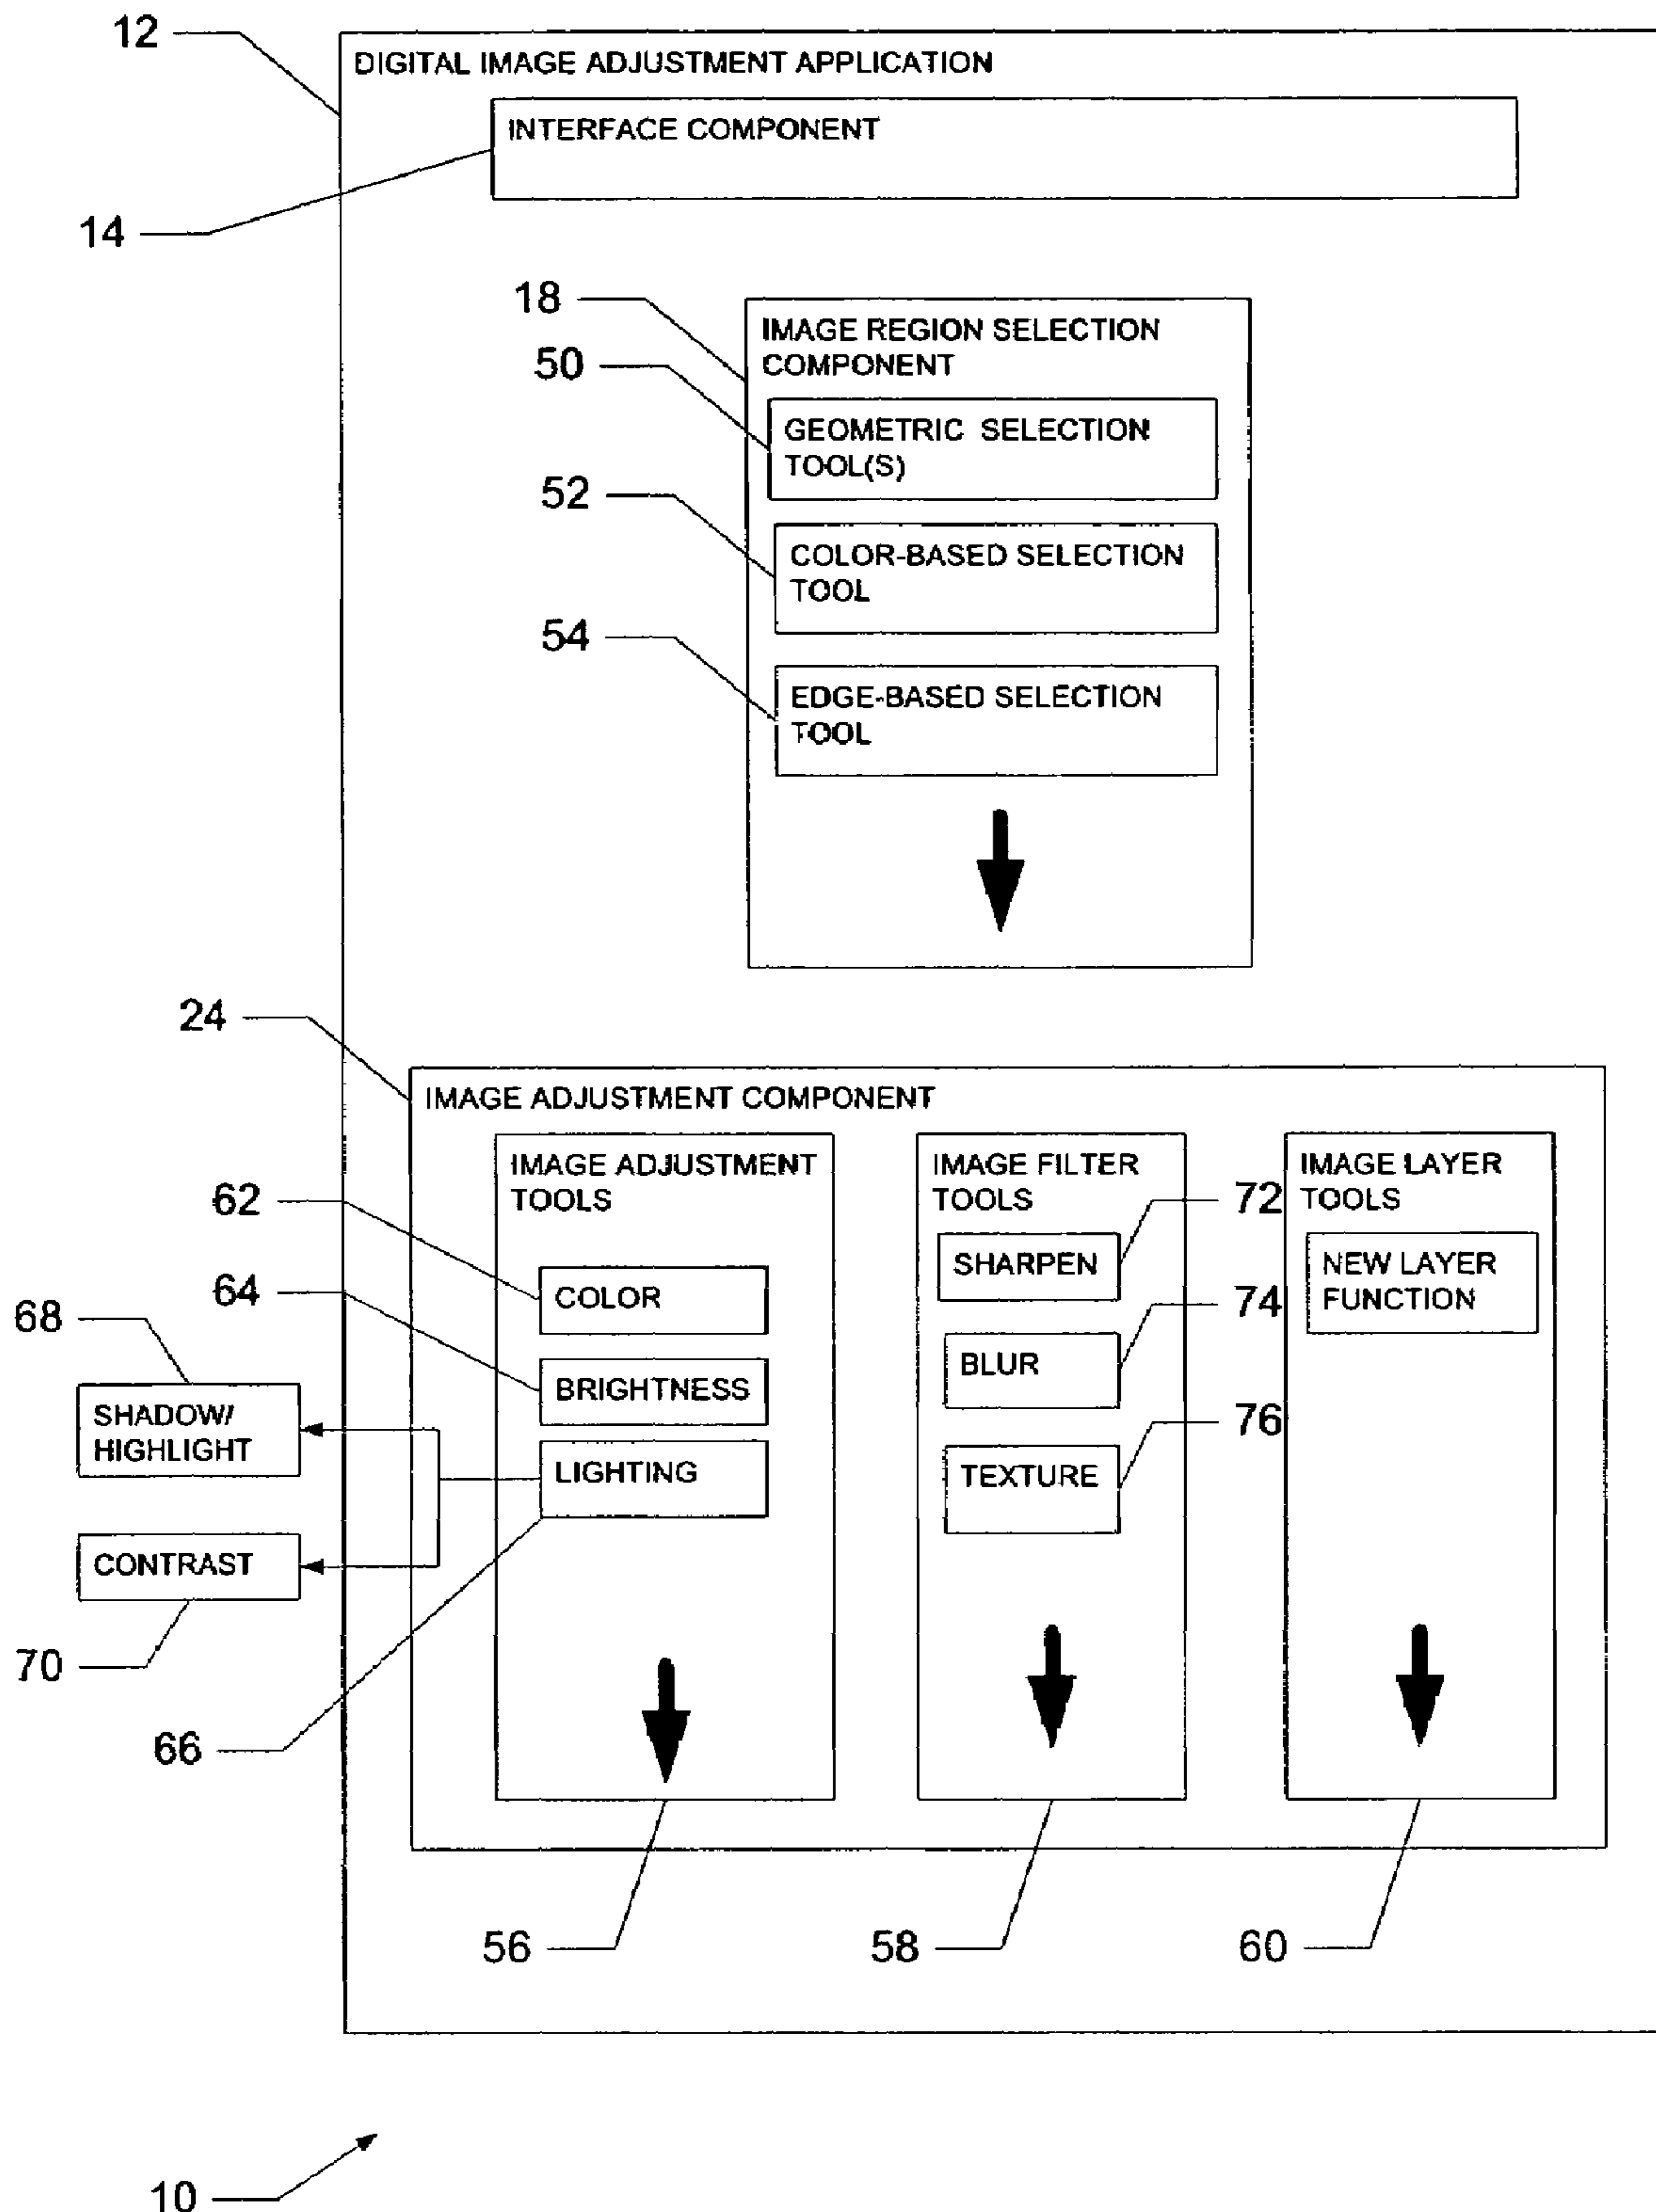 12
DIGITAL IMAGE ADJUSTMENT APPLICATION
INTERFACE COMPONENT
14
18
IMAGE REGION SELECTION
COMPONENT
50
GEOMETRIC SELECTION
TOOL(S)
52
COLOR-BASED SELECTION
TOOL
54
EDGE-BASED SELECTION
TOOL
24
IMAGE ADJUSTMENT COMPONENT
IMAGE ADJUSTMENT
TOOLS
62
COLOR
64
BRIGHTNESS
LIGHTING
68
SHADOW/
HIGHLIGHT
CONTRAST
70
66
IMAGE FILTER
TOOLS
72
SHARPEN
74
BLUR
76
TEXTURE
IMAGE LAYER
TOOLS
NEW LAYER
FUNCTION
56
58
60
10